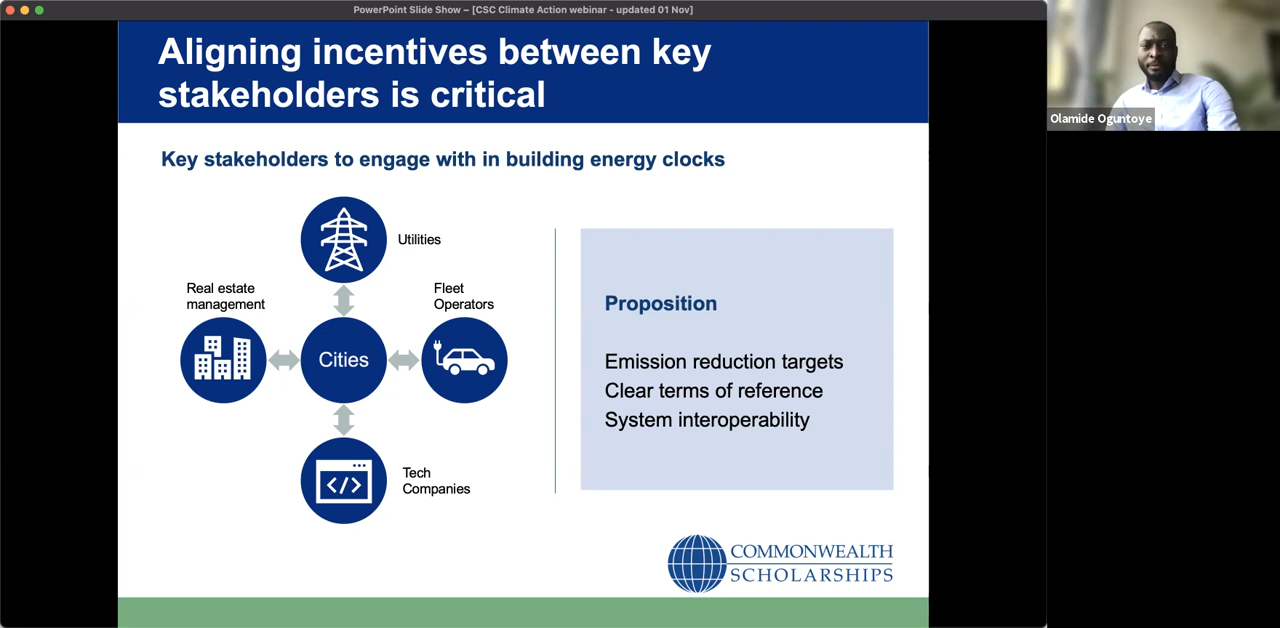 PowerPoint Slide Show – [CSC Climate Action webinar - updated 01 Nov]
Aligning incentives between key
stakeholders is critical
Olamide Oguntoye
Key stakeholders to engage with in building energy clocks
Utilities
Real estate
management
Fleet
Operators
Cities
</>
Tech
Companies
Proposition
Emission reduction targets
Clear terms of reference
System interoperability
COMMONWEALTH
SCHOLARSHIPS